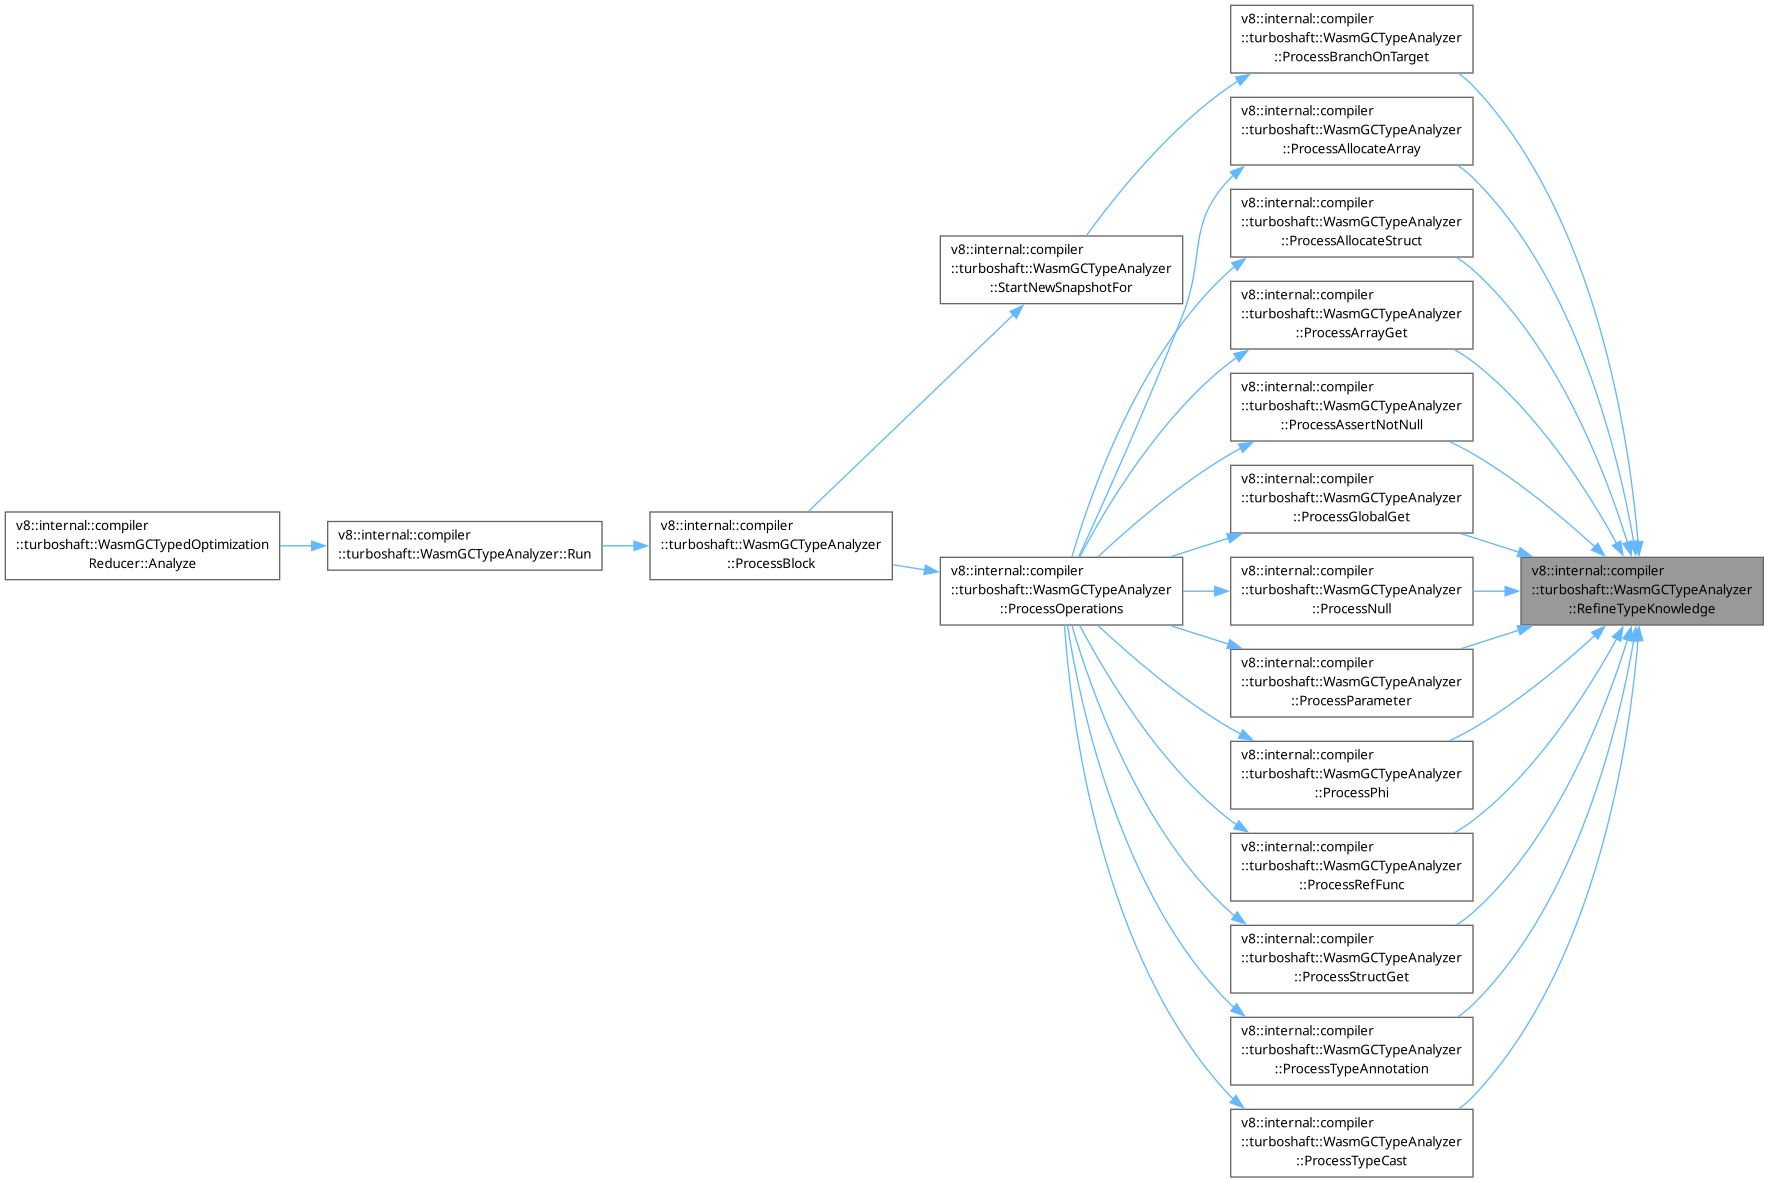 v8::internal::compiler
::turboshaft::WasmGCTypedOptimization
Reducer::Analyze
v8::internal::compiler
::turboshaft::WasmGCTypeAnalyzer::Run
v8::internal::compiler
::turboshaft::WasmGCTypeAnalyzer
::ProcessBlock
v8::internal::compiler
::turboshaft::WasmGCTypeAnalyzer
::StartNewSnapshotFor
v8::internal::compiler
::turboshaft::WasmGCTypeAnalyzer
::ProcessOperations
v8::internal::compiler
::turboshaft::WasmGCTypeAnalyzer
::ProcessBranchOnTarget
v8::internal::compiler
::turboshaft::WasmGCTypeAnalyzer
::ProcessAllocateArray
v8::internal::compiler
::turboshaft::WasmGCTypeAnalyzer
::ProcessAllocateStruct
v8::internal::compiler
::turboshaft::WasmGCTypeAnalyzer
::ProcessArrayGet
v8::internal::compiler
::turboshaft::WasmGCTypeAnalyzer
::ProcessAssertNotNull
v8::internal::compiler
::turboshaft::WasmGCTypeAnalyzer
::ProcessGlobalGet
v8::internal::compiler
::turboshaft::WasmGCTypeAnalyzer
::ProcessNull
v8::internal::compiler
::turboshaft::WasmGCTypeAnalyzer
::ProcessParameter
v8::internal::compiler
::turboshaft::WasmGCTypeAnalyzer
::ProcessPhi
v8::internal::compiler
::turboshaft::WasmGCTypeAnalyzer
::ProcessRefFunc
v8::internal::compiler
::turboshaft::WasmGCTypeAnalyzer
::ProcessStructGet
v8::internal::compiler
::turboshaft::WasmGCTypeAnalyzer
::ProcessTypeAnnotation
v8::internal::compiler
::turboshaft::WasmGCTypeAnalyzer
::ProcessTypeCast
v8::internal::compiler
::turboshaft::WasmGCTypeAnalyzer
::RefineTypeKnowledge